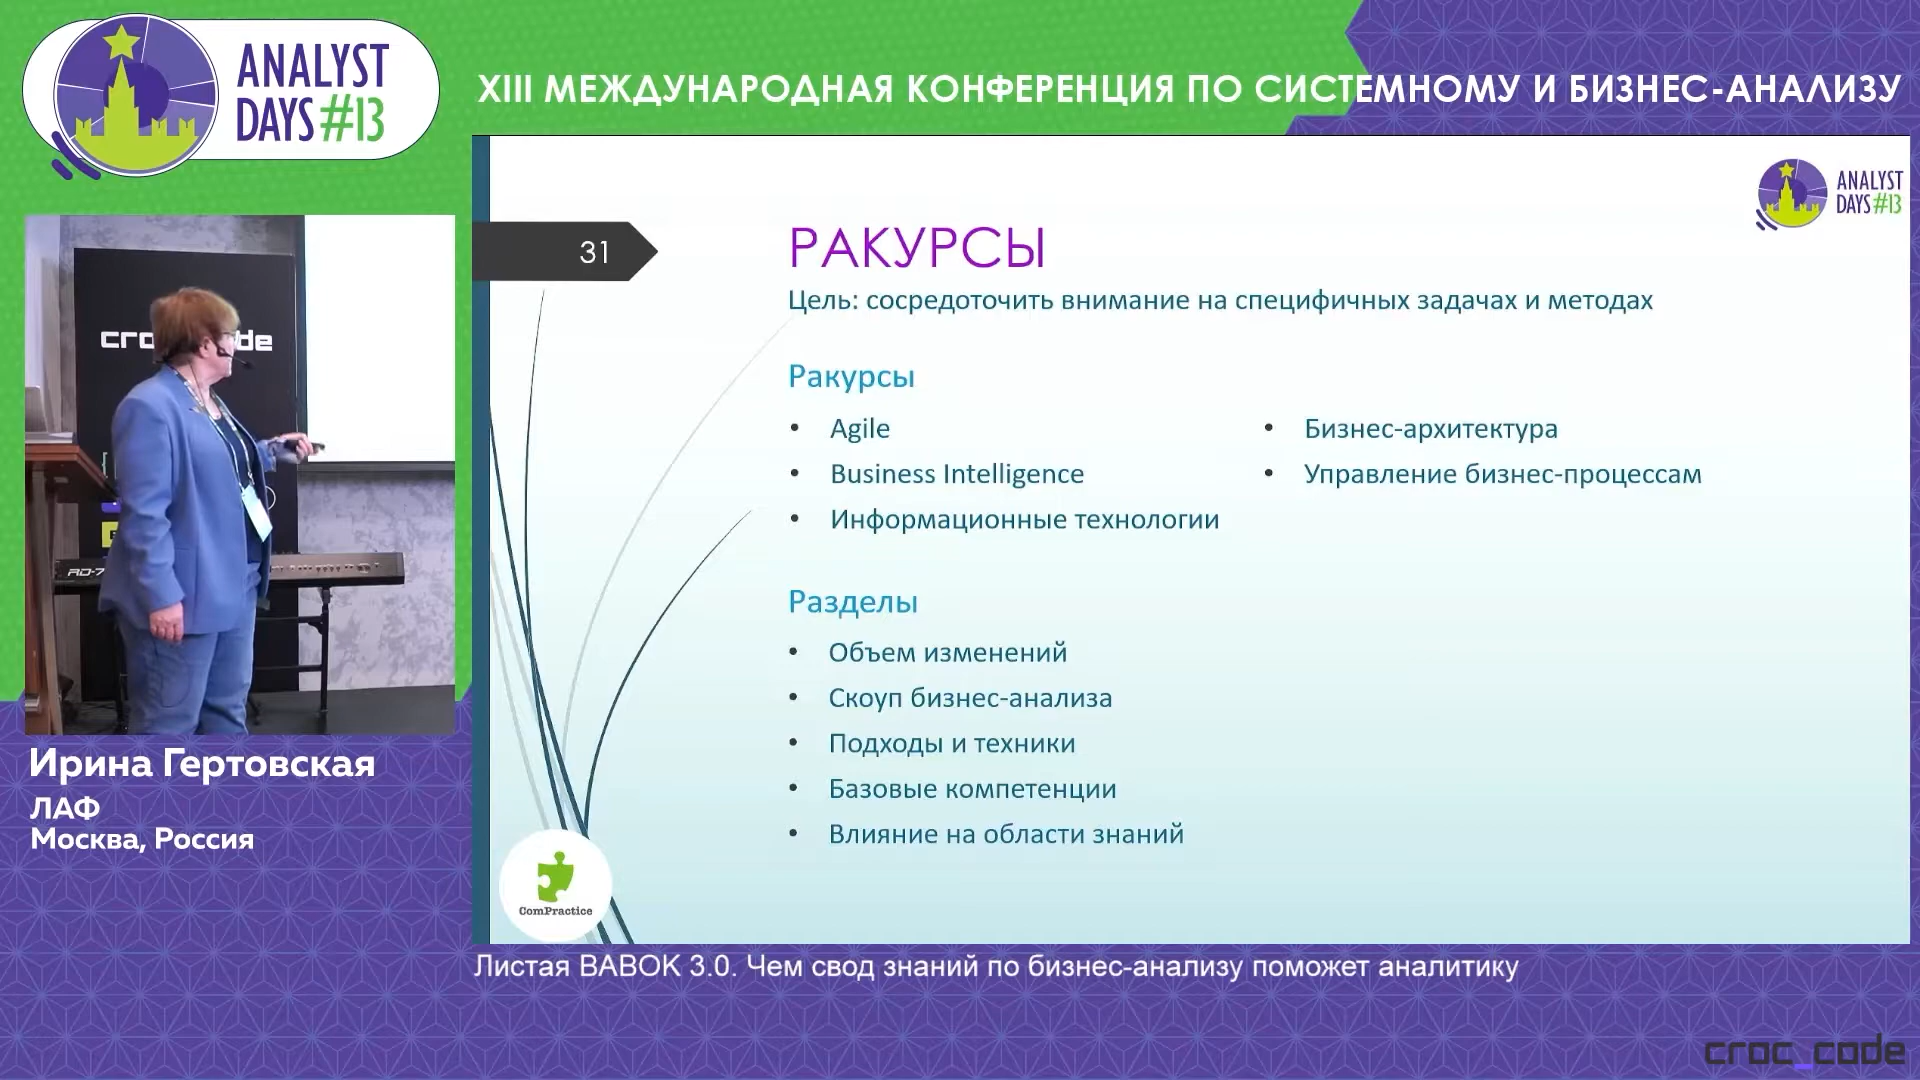 ANALYST
DAYS #13
XIII МЕЖДУНАРОДНАЯ КОНФЕРЕНЦИЯ ПО СИСТЕМНОМУ И БИЗНЕС-АНАЛИЗУ
ANALYST
DAYS #13
31
РАКУРСЫ
Цель: сосредоточить внимание на специфичных задачах и методах
Ракурсы
• Agile
• Business Intelligence
• Информационные технологии
• Бизнес-архитектура
• Управление бизнес-процессам
Разделы
• Объем изменений
• Скоуп бизнес-анализа
• Подходы и техники
• Базовые компетенции
• Влияние на области знаний
ComPractice
RD-7
Ирина Гертовская
ЛАФ
Москва, Россия
Листая BABOK 3.0. Чем свод знаний по бизнес-анализу поможет аналитику
croc_code